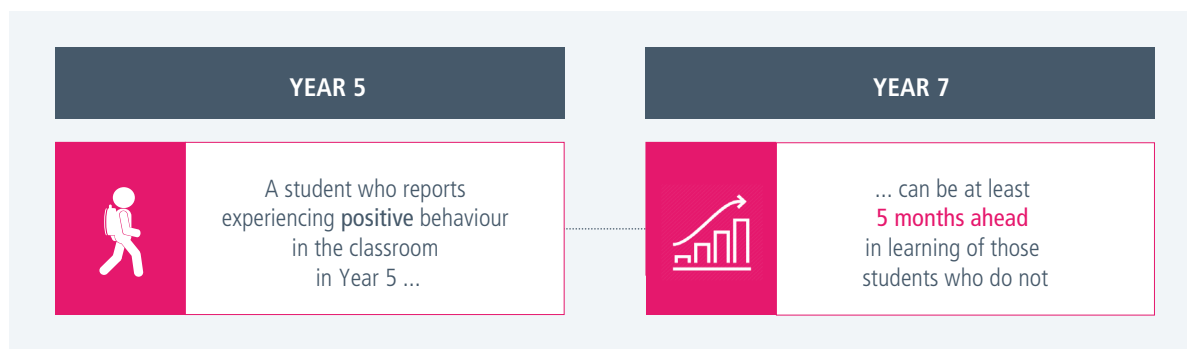 YEAR 5
A student who reports
experiencing positive behaviour
in the classroom
in Year 5 ...
YEAR 7
... can be at least
5 months ahead
in learning of those
students who do not